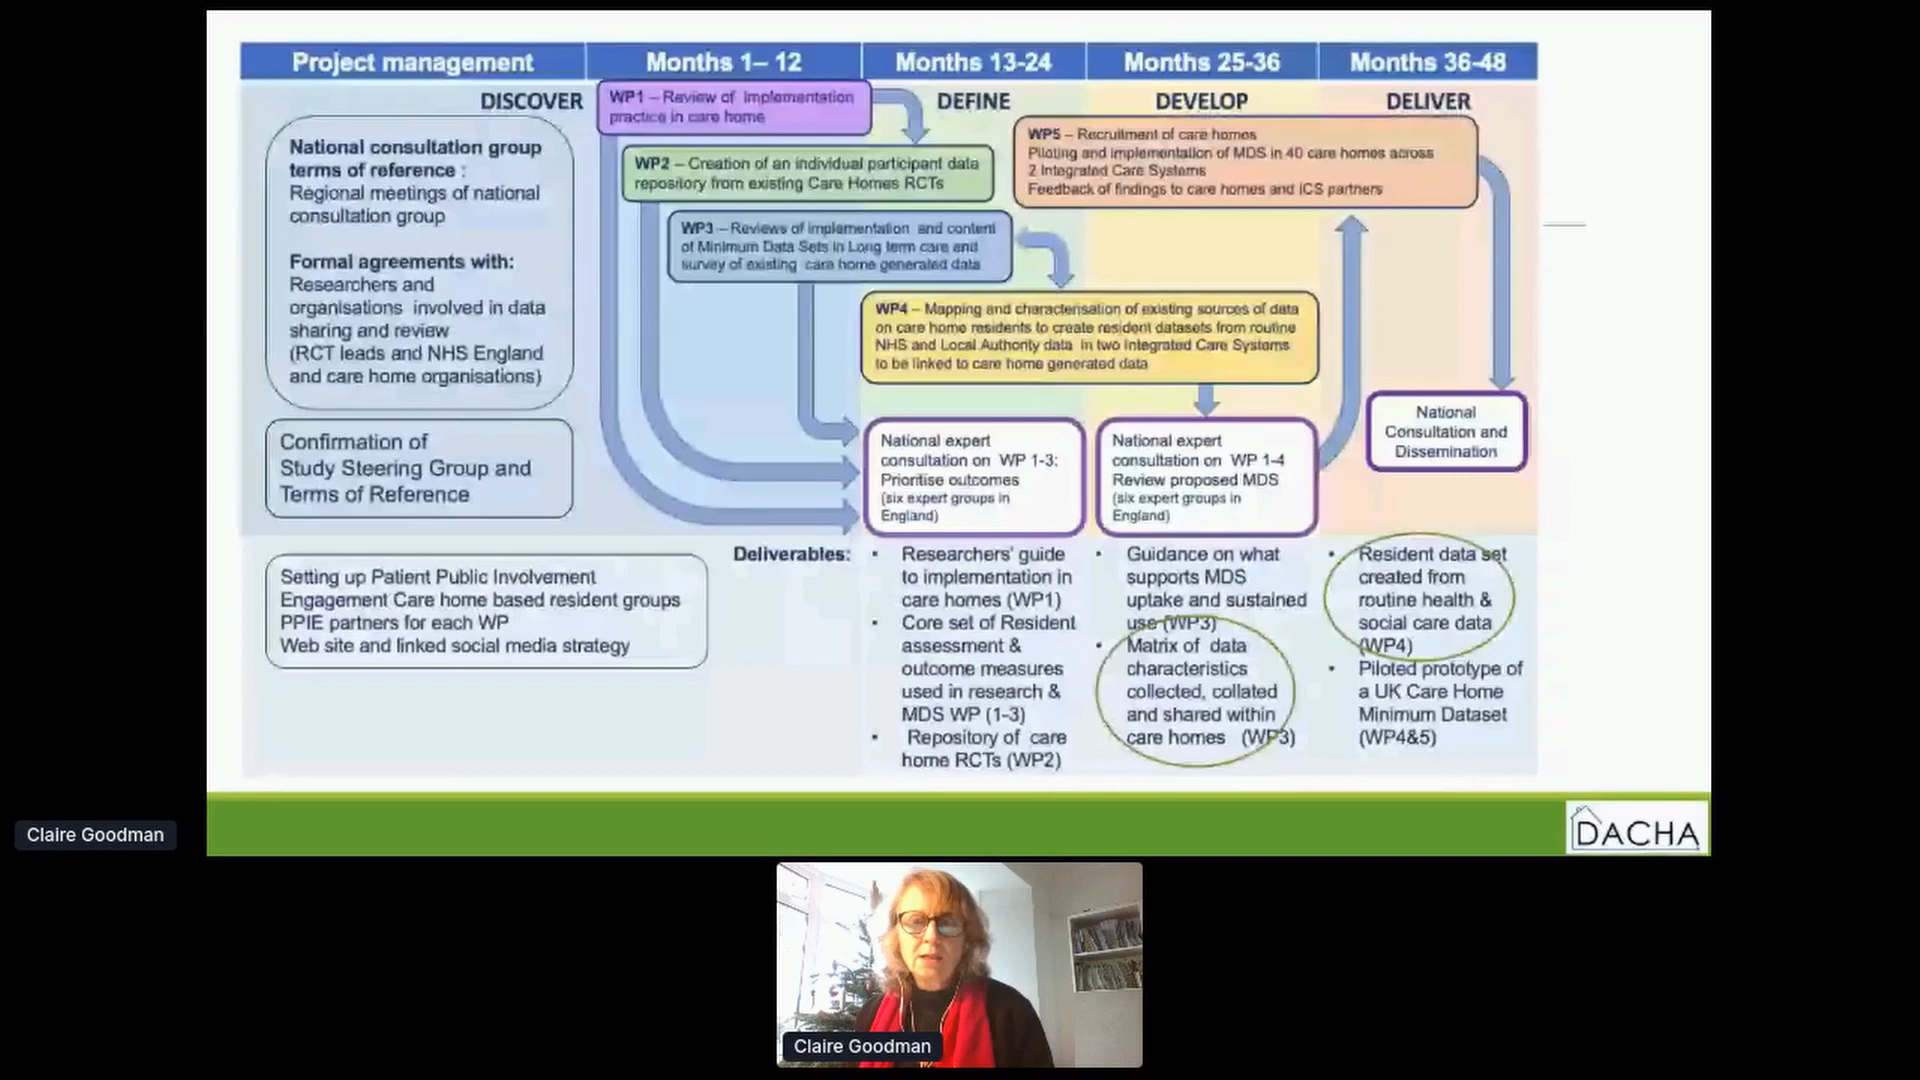 Project management
Months 1– 12
Months 13-24
Months 25-36
Months 36-48
DISCOVER
DEFINE
DEVELOP
DELIVER
WP1 – Review of Implementation
practice in care home
WP2 – Creation of an individual participant data
repository from existing Care Homes RCTs
WP3 – Reviews of implementation and content
of Minimum Data Sets in Long term care and
survey of existing care home generated data
WP5 – Recruitment of care homes
Piloting and implementation of MDS in 40 care homes across
2 Integrated Care Systems
Feedback of findings to care homes and ICS partners
WP4 – Mapping and characterisation of existing sources of data
on care home residents to create resident datasets from routine
NHS and Local Authority data in two Integrated Care Systems
to be linked to care home generated data
National consultation group
terms of reference :
Regional meetings of national
consultation group
Formal agreements with:
Researchers and
organisations involved in data
sharing and review
(RCT leads and NHS England
and care home organisations)
Confirmation of
Study Steering Group and
Terms of Reference
National expert
consultation on WP 1-3:
Prioritise outcomes
(six expert groups in
England)
National expert
consultation on WP 1-4
Review proposed MDS
(six expert groups in
England)
National
Consultation and
Dissemination
Setting up Patient Public Involvement
Engagement Care home based resident groups
PPIE partners for each WP
Web site and linked social media strategy
Deliverables:
• Researchers' guide
to implementation in
care homes (WP1)
• Core set of Resident
assessment &
outcome measures
used in research &
MDS WP (1-3)
• Repository of care
home RCTs (WP2)
• Guidance on what
supports MDS
uptake and sustained
use (WP3)
• Matrix of data
characteristics
collected, collated
and shared within
care homes (WP3)
• Resident data set
created from
routine health &
social care data
(WP4)
• Piloted prototype of
a UK Care Home
Minimum Dataset
(WP4&5)
DACHA
Claire Goodman
Claire Goodman